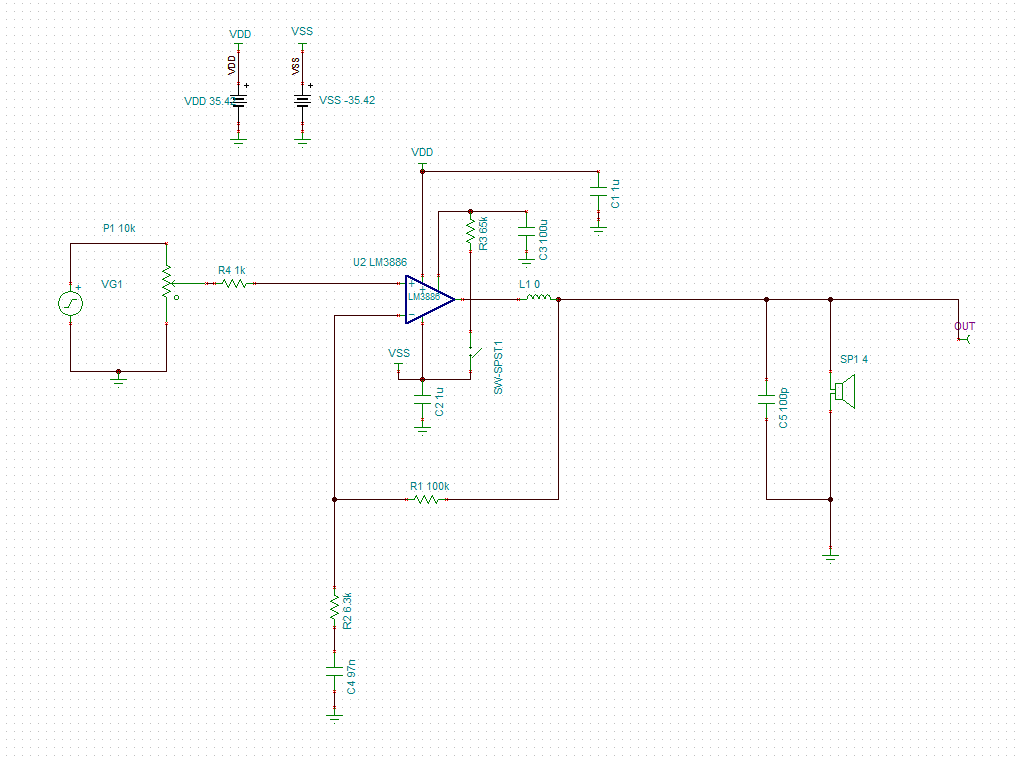 VDD
VSS
VDD
VSS
VDD 35.42
VSS -35.42
VDD
C1 1u
R3 65k
C3 100u
P1 10k
U2 LM3886
R4 1k
VG1
LM3886
L1 0
OUT
VSS
SW-SPST1
SP1 4
C2 1u
C5 100p
R1 100k
R2 6.3k
C4 97n